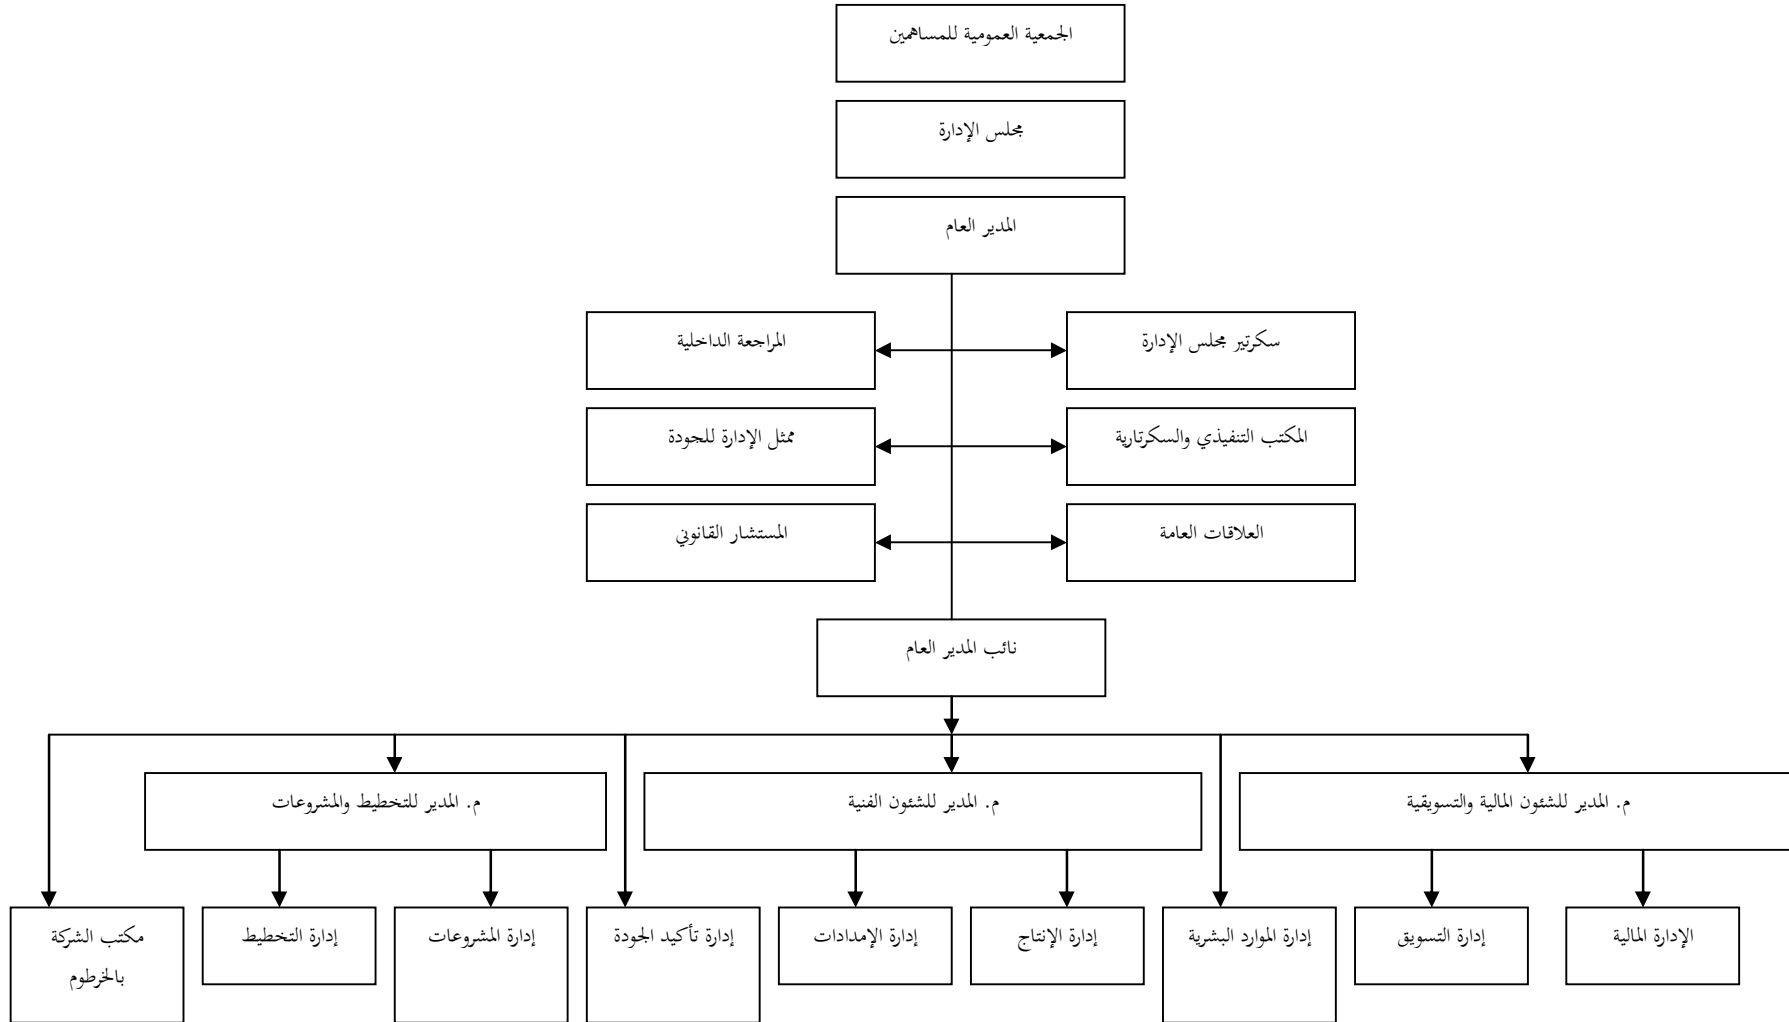 الجمعية العمومية للمساهمين
مجلس الإدارة
المدير العام
سكرتير مجلس الإدارة
المراجعة الداخلية
المكتب التنفيذي والسكرتارية
ممثل الإدارة للجودة
العلاقات العامة
المستشار القانوني
نائب المدير العام
م. المدير للشئون المالية والتسويقية
م. المدير للشئون الفنية
م. المدير للتخطيط والمشروعات
الإدارة المالية
إدارة التسويق
إدارة الموارد البشرية
إدارة الإنتاج
إدارة الإمدادات
إدارة تأكيد الجودة
إدارة المشروعات
إدارة التخطيط
مكتب الشركة
بالخرطوم